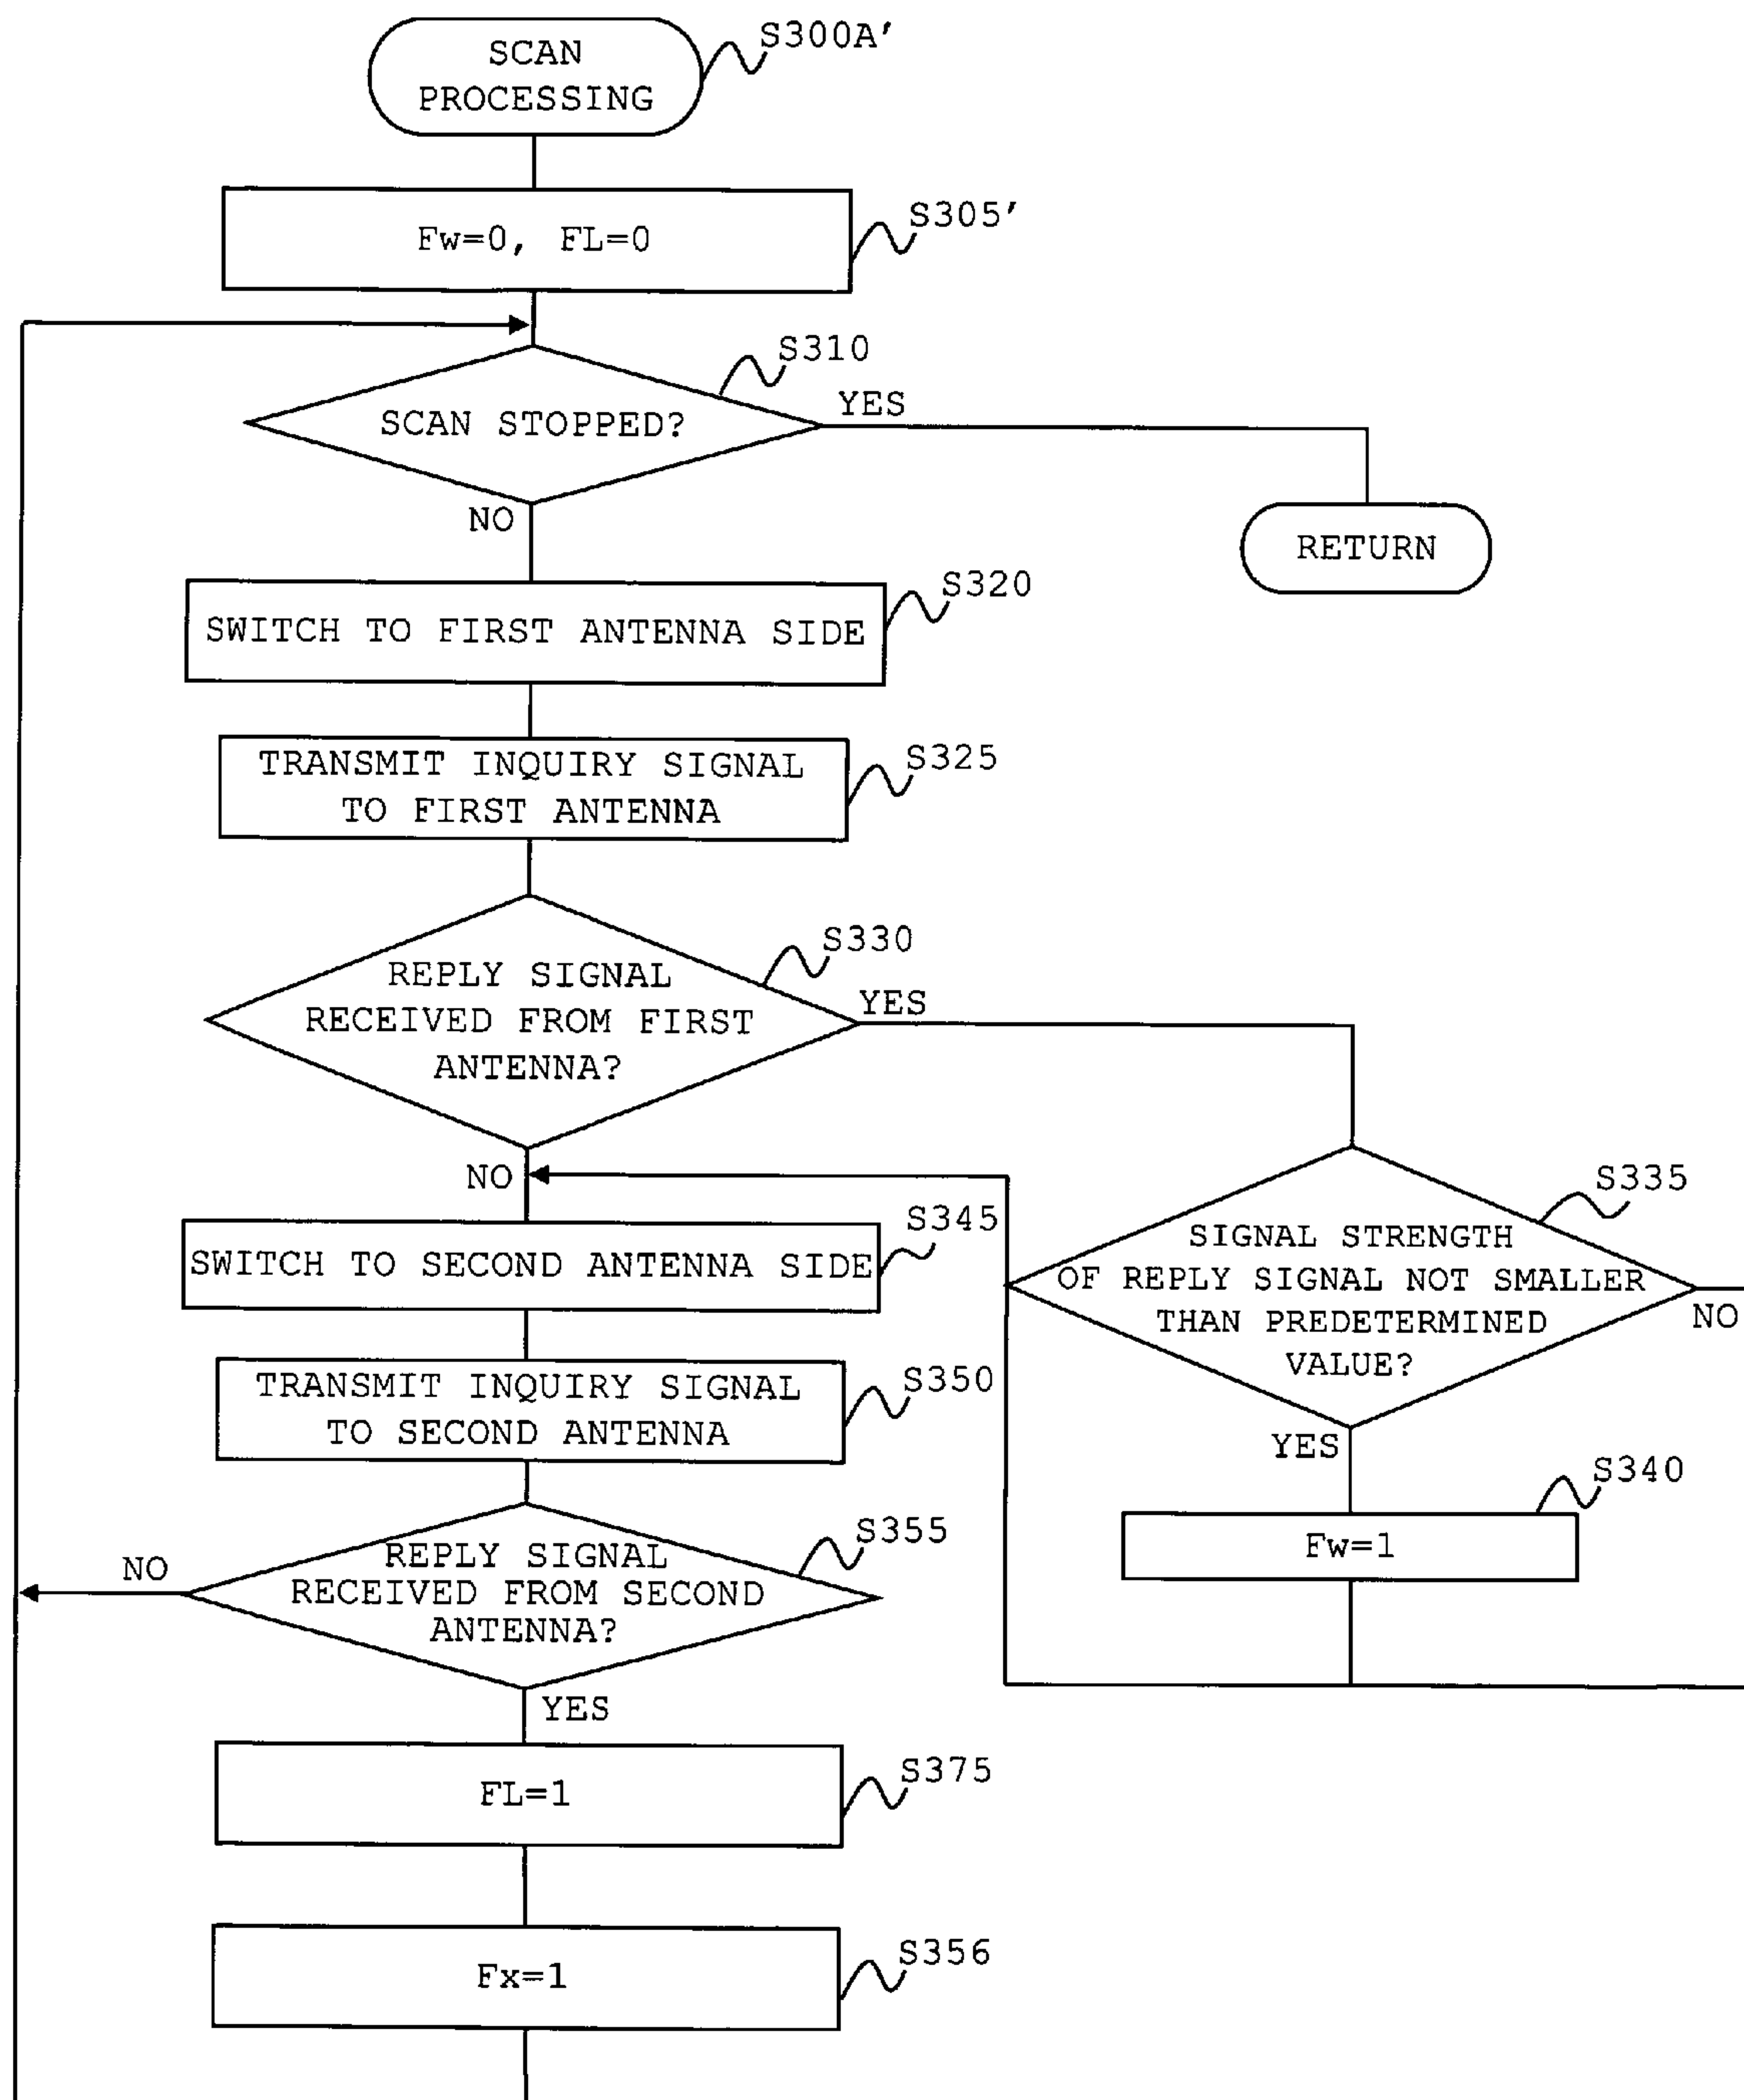 SCAN
PROCESSING
S300A'
Fw=0, FL=0
S305'
S310
SCAN STOPPED?
YES
NO
RETURN
S320
SWITCH TO FIRST ANTENNA SIDE
S325
TRANSMIT INQUIRY SIGNAL
TO FIRST ANTENNA
S330
REPLY SIGNAL
RECEIVED FROM FIRST
ANTENNA?
YES
NO
S335
SIGNAL STRENGTH
OF REPLY SIGNAL NOT SMALLER
THAN PREDETERMINED
VALUE?
NO
YES
S340
Fw=1
S345
SWITCH TO SECOND ANTENNA SIDE
S350
TRANSMIT INQUIRY SIGNAL
TO SECOND ANTENNA
S355
REPLY SIGNAL
RECEIVED FROM SECOND
ANTENNA?
NO
YES
S375
FL=1
S356
Fx=1